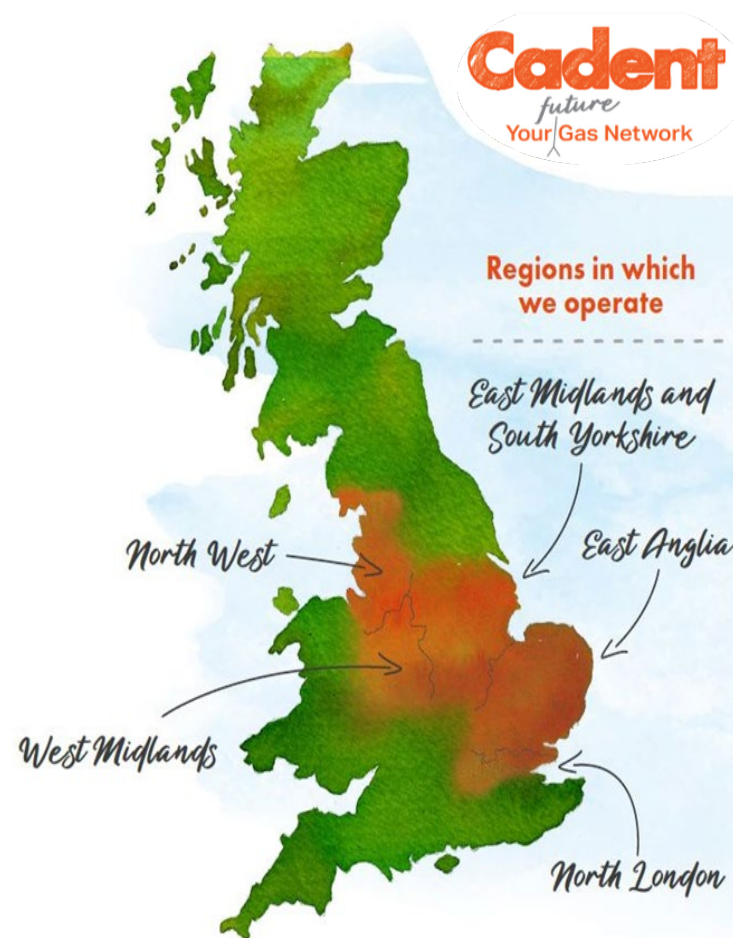 Cadent
future
Your Gas Network
Regions in which
we operate
East Midlands and
South Yorkshire
North West
East Anglia
West Midlands
North London